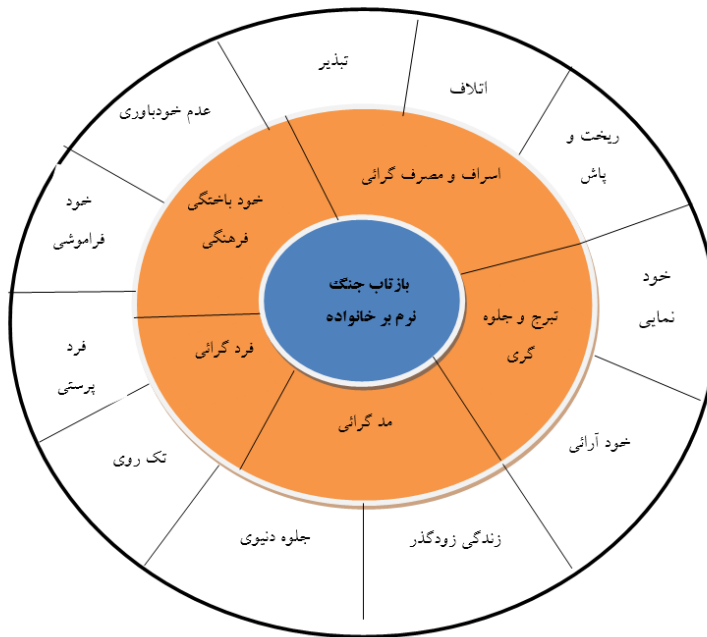 تبذیر
اتلاف
ریخت و
پاش
عدم خودباوری
اسراف و مصرف گرائی
خود باختگی
فرهنگی
خود
فراموشی
خود
نمایی
بازتاب جنگ
نرم بر خانواده
تبرج و جلوه
گری
فرد گرائی
فرد
پرستی
مد گرائی
خود آرائی
تک روی
جلوه دنیوی
زندگی زودگذر